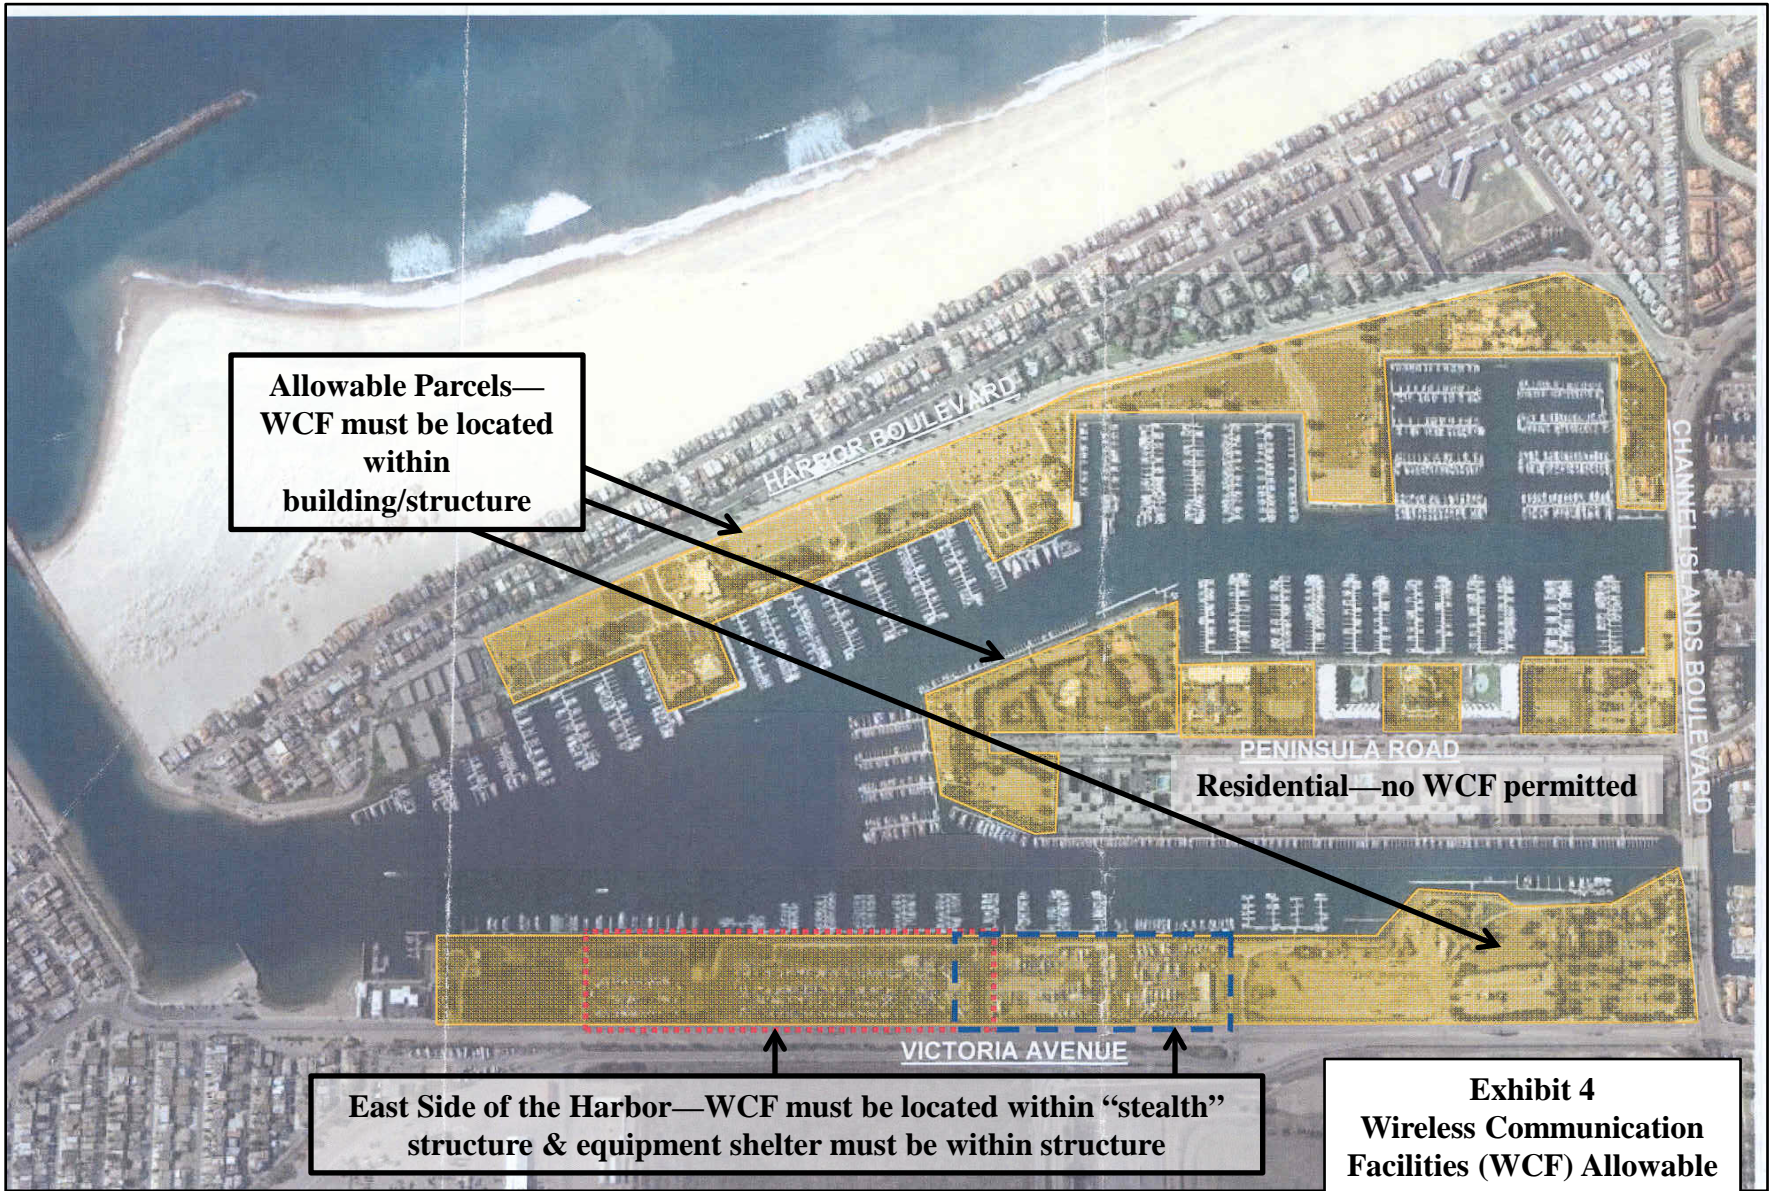 Allowable Parcels—
WCF must be located
within
building/structure
HARBOR BOULEVARD
CHANNEL ISLANDS BOULEVARD
PENINSULA ROAD
Residential—no WCF permitted
VICTORIA AVENUE
East Side of the Harbor—WCF must be located within “stealth”
structure & equipment shelter must be within structure
Exhibit 4
Wireless Communication
Facilities (WCF) Allowable